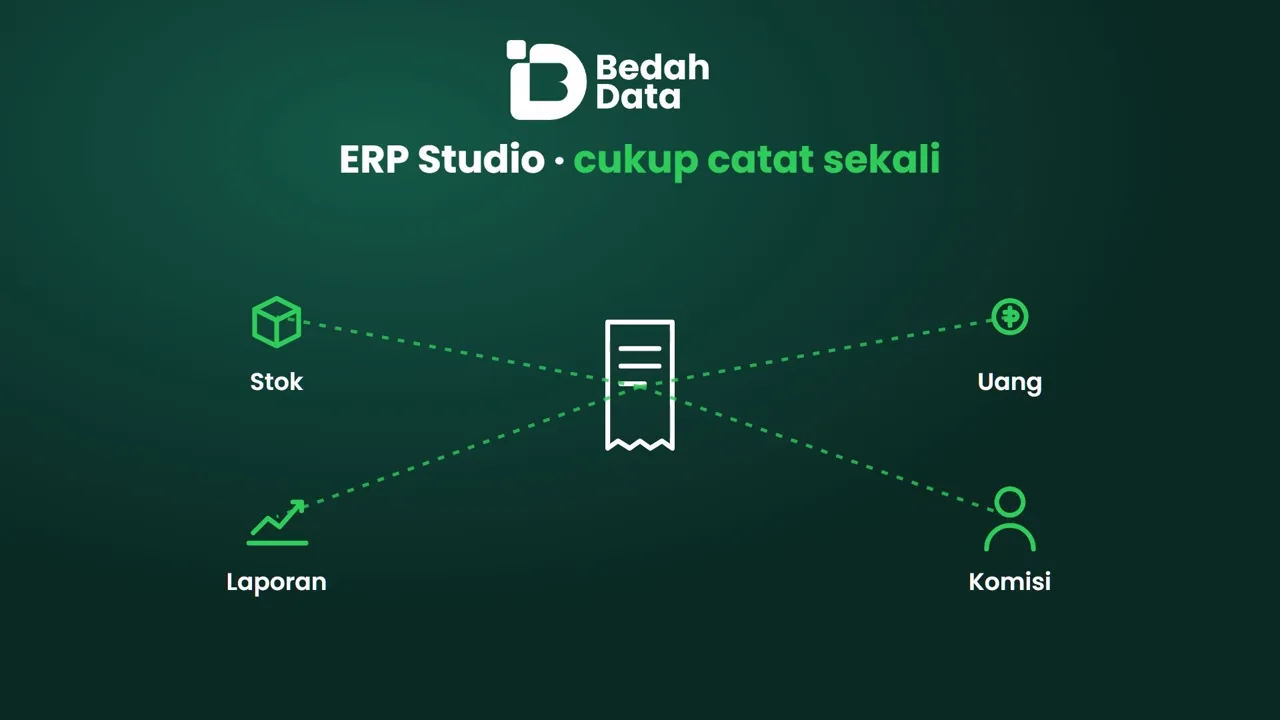 Bedah
Data
ERP Studio · cukup catat sekali
Stok
Uang
Laporan
Komisi